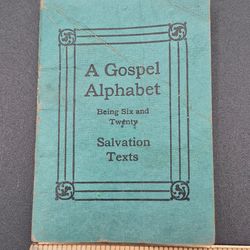 A Gospel
Alphabet
Being Six and
Twenty
Salvation
Texts